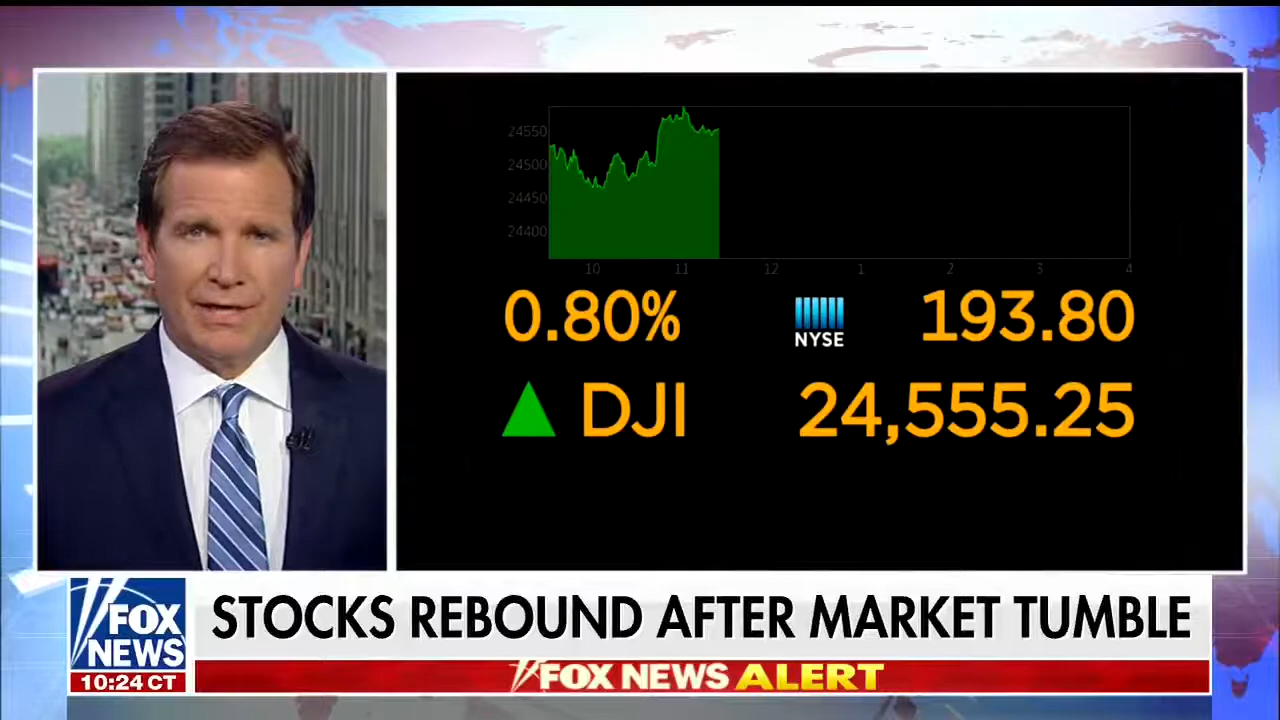 24550
24500
24450
24400
10 11 12 1 2 3 4
0.80% NYSE 193.80
DJI 24,555.25
STOCKS REBOUND AFTER MARKET TUMBLE
FOX
NEWS
10:24 CT
FOX NEWS ALERT